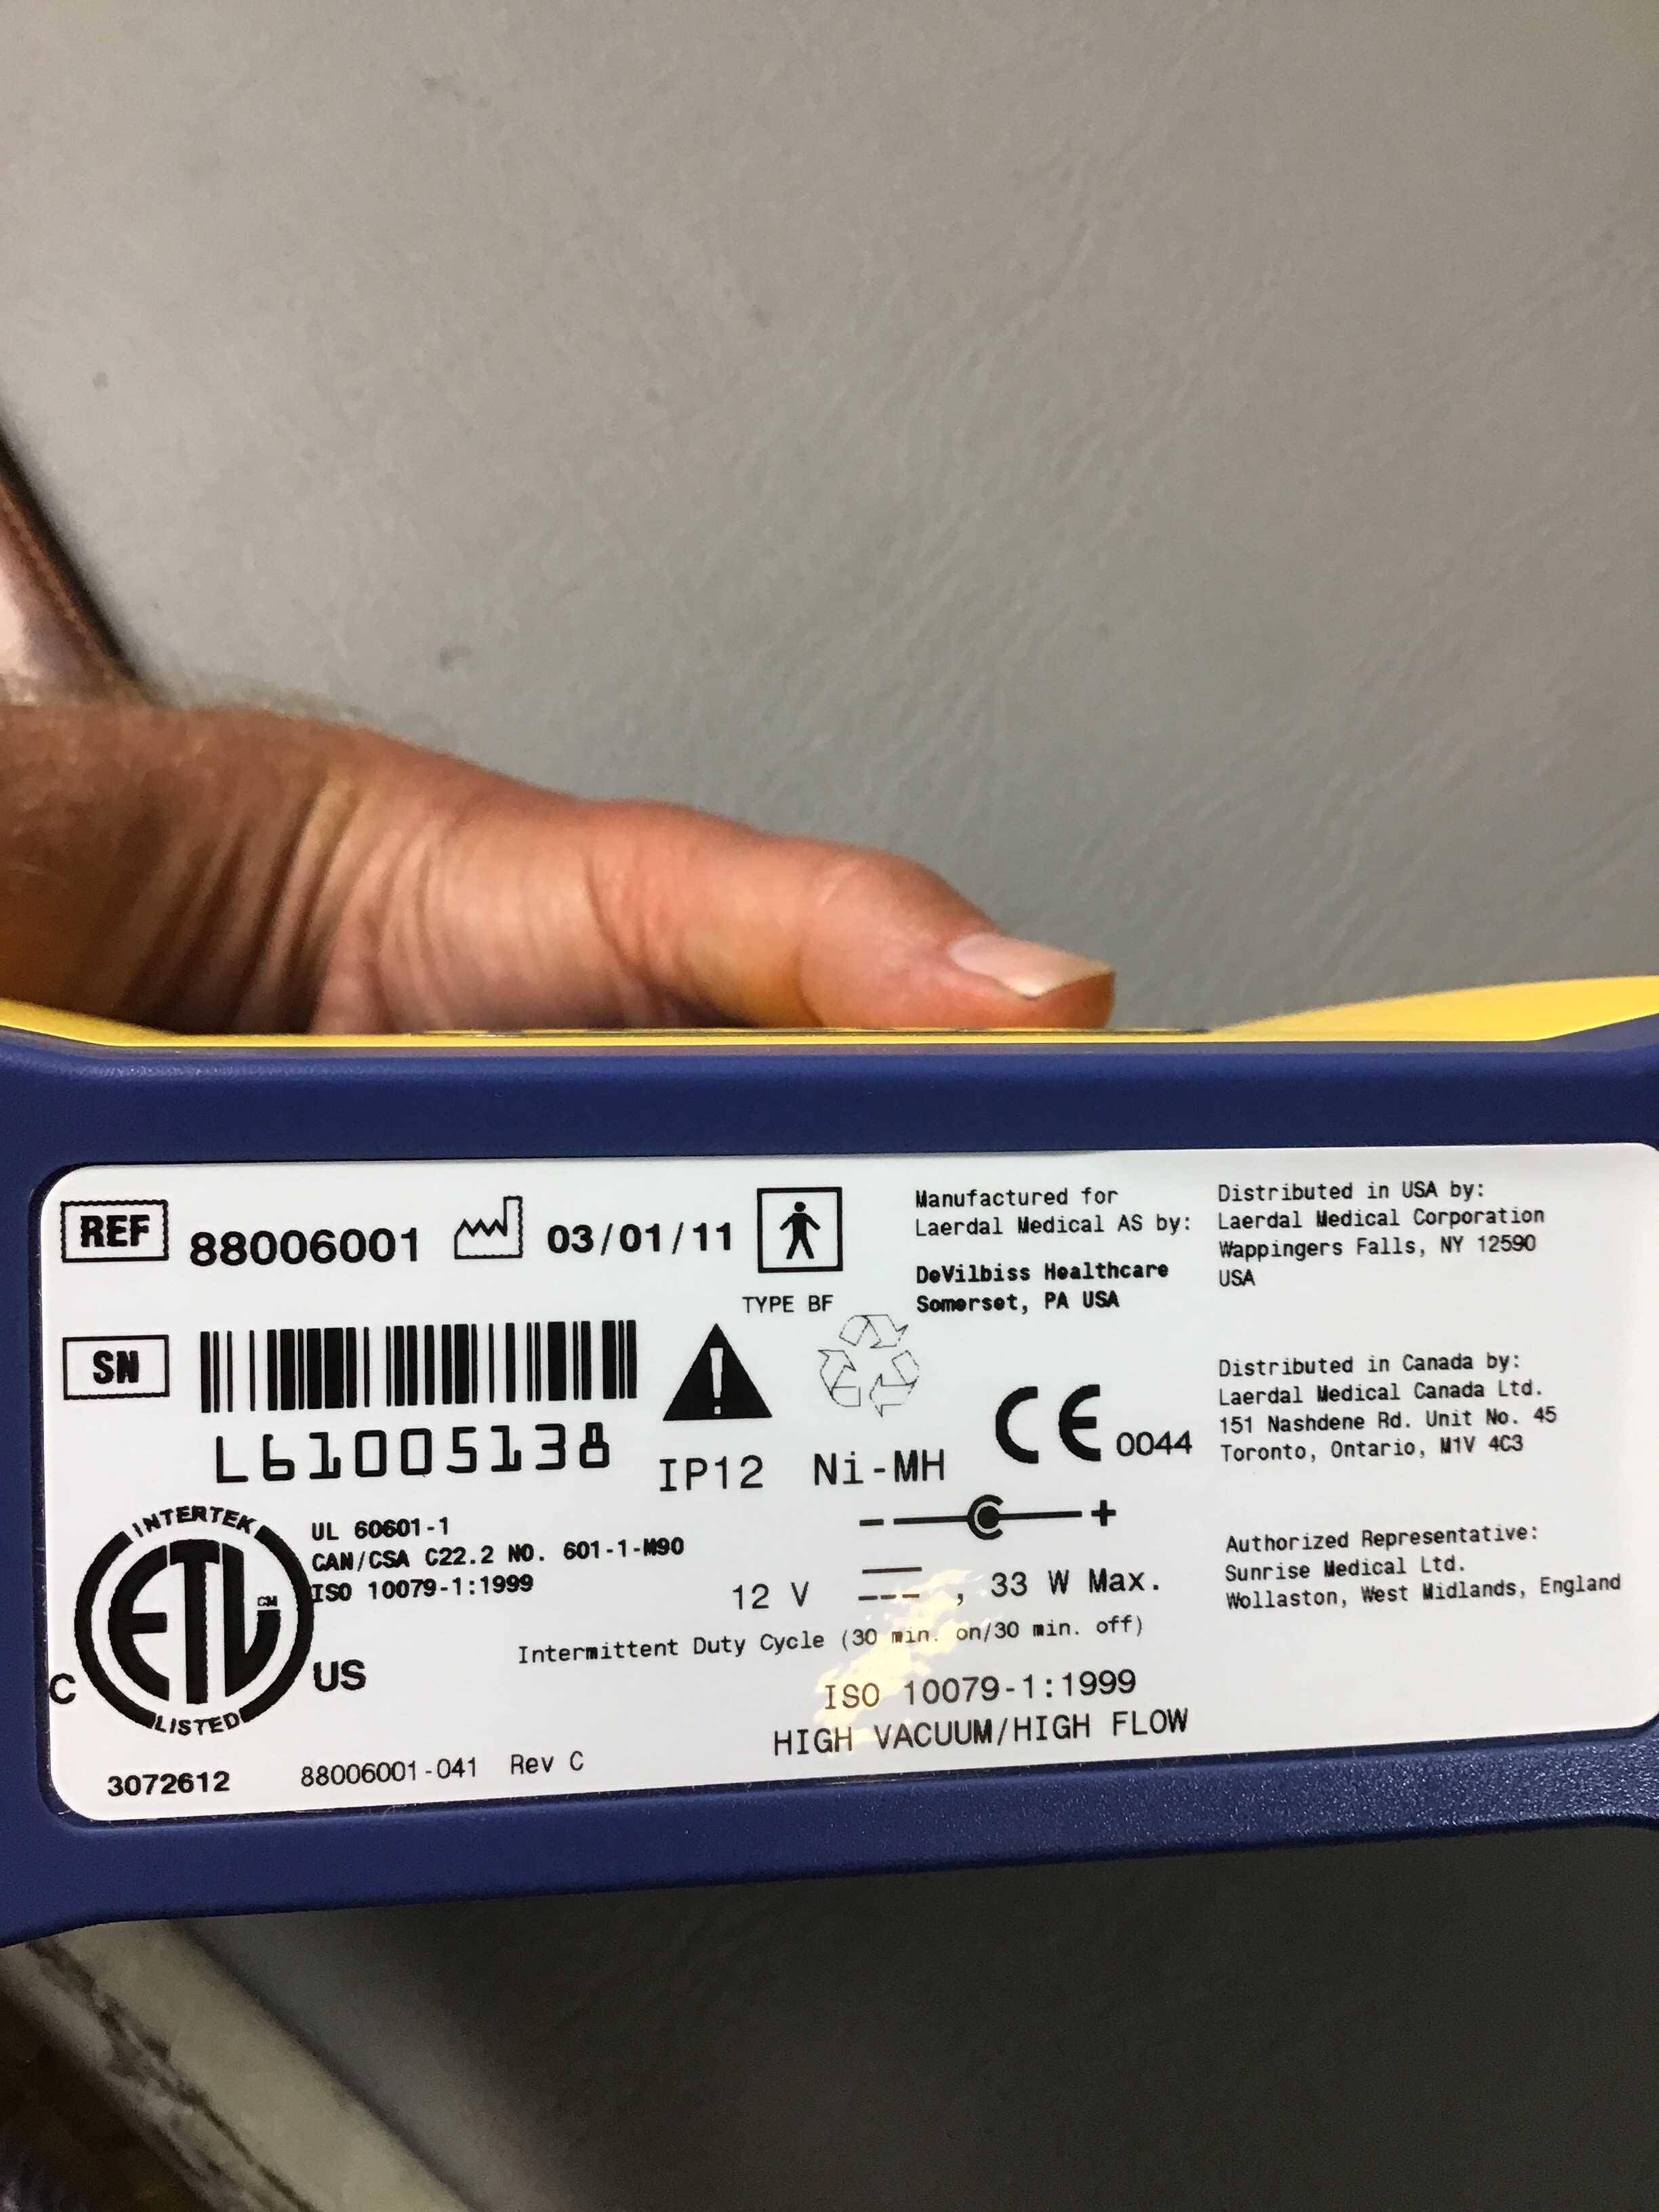 REF 88006001 03/01/11
TYPE BF
Manufactured for
Laerdal Medical AS by:
DeVilbiss Healthcare
Somerset, PA USA
Distributed in USA by:
Laerdal Medical Corporation
Wappingers Falls, NY 12590
USA
SN
L61005138
!
IP12
Ni-MH
CE 0044
Distributed in Canada by:
Laerdal Medical Canada Ltd.
151 Nashdene Rd. Unit No. 45
Toronto, Ontario, M1V 4C3
INTERTEK
ETL CM
LISTED
C US
UL 60601-1
CAN/CSA C22.2 NO. 601-1-M90
ISO 10079-1:1999
- +
12 V , 33 W Max.
Intermittent Duty Cycle (30 min. on/30 min. off)
ISO 10079-1:1999
HIGH VACUUM/HIGH FLOW
Authorized Representative:
Sunrise Medical Ltd.
Wollaston, West Midlands, England
3072612 88006001-041 Rev C